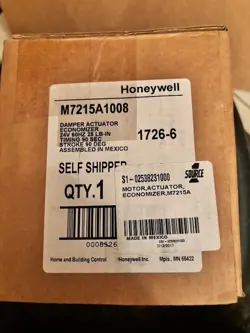 Honeywell
M7215A1008
DAMPER ACTUATOR
ECONOMIZER
24V 60HZ 25 LB-IN
TIMING 90 SEC
STROKE 90 DEG
ASSEMBLED IN MEXICO
1726-6
SELF SHIPPER
SOURCE 1
S1-02538231000
MOTOR,ACTUATOR,
ECONOMIZER,M7215A
QTY.1
MADE IN MEXICO
0008526
Home and Building Control Honeywell Inc. Mpls., MN 55422